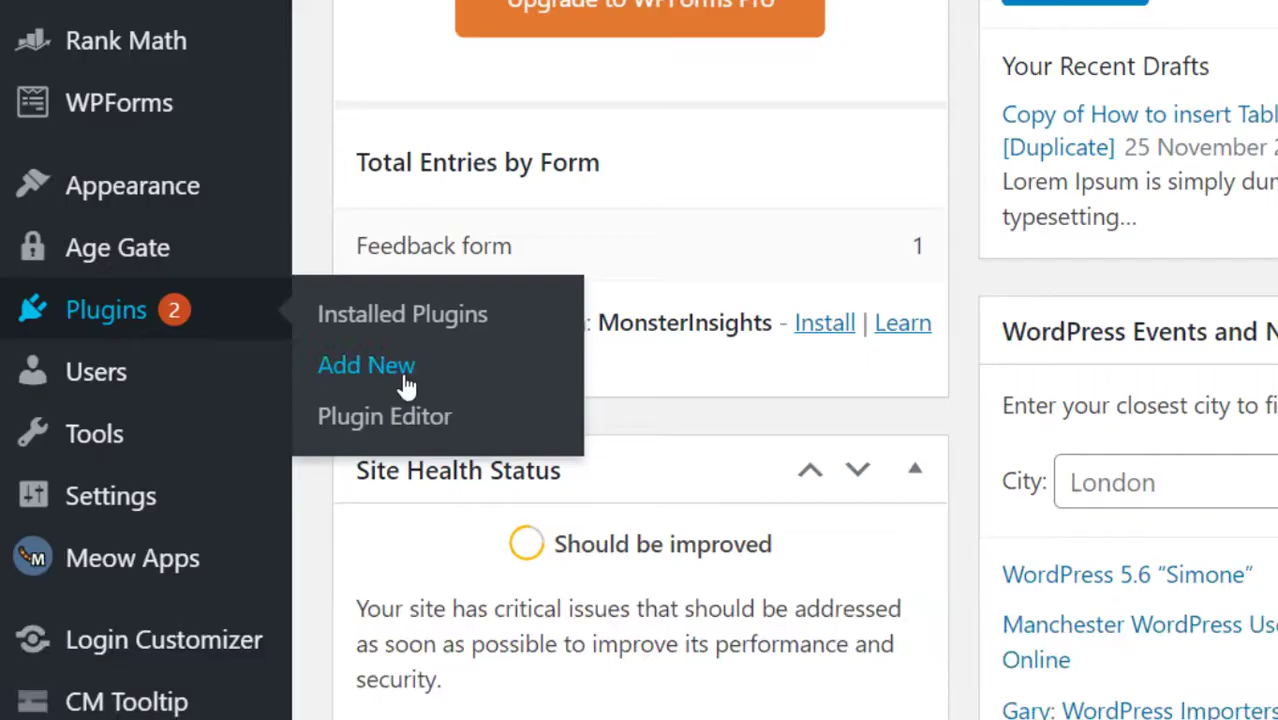 Rank Math
WPForms
Appearance
Age Gate
Plugins 2
Users
Tools
Settings
Meow Apps
Login Customizer
CM Tooltip
Installed Plugins
Add New
Plugin Editor
Upgrade to WPForms Pro
Total Entries by Form
Feedback form 1
: MonsterInsights - Install | Learn
Site Health Status
Should be improved
Your site has critical issues that should be addressed
as soon as possible to improve its performance and
security.
Your Recent Drafts
Copy of How to insert Tabl
[Duplicate] 25 November 2
Lorem Ipsum is simply dum
typesetting...
WordPress Events and N
Enter your closest city to fi
City: London
WordPress 5.6 “Simone”
Manchester WordPress Use
Online
Gary: WordPress Importers